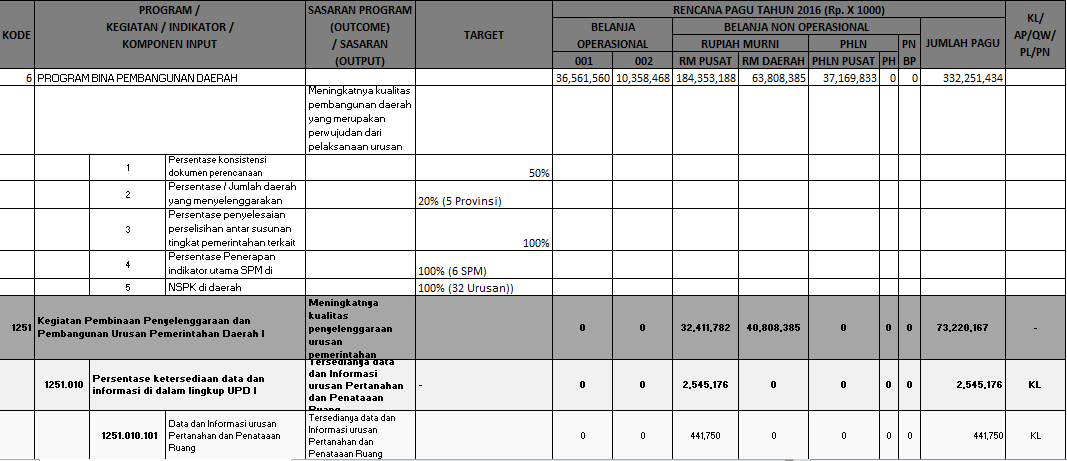 KODE
PROGRAM /
KEGIATAN / INDIKATOR /
KOMPONEN INPUT
SASARAN PROGRAM
(OUTCOME)
/ SASARAN
(OUTPUT)
TARGET
RENCANA PAGU TAHUN 2016 (Rp. X 1000)
BELANJA
OPERASIONAL
BELANJA NON OPERASIONAL
RUPIAH MURNI
PHLN
PN
BP
001
002
RM PUSAT
RM DAERAH
PHLN PUSAT
PH
JUMLAH PAGU
KL/
AP/QW/
PL/PN
6 PROGRAM BINA PEMBANGUNAN DAERAH 36,561,560 10,358,468 184,353,188 63,808,385 37,169,833 0 0 332,251,434
Meningkatnya kualitas
pembangunan daerah
yang merupakan
perwujudan dari
pelaksanaan urusan
1 Persentase konsistensi
dokumen perencanaan
50%
2 Persentase / Jumlah daerah
yang menyelenggarakan
20% (5 Provinsi)
3 Persentase penyelesaian
perselisihan antar susunan
tingkat pemerintahan terkait
100%
4 Persentase Penerapan
indikator utama SPM di
100% (6 SPM)
5 NSPK di daerah 100% (32 Urusan))
1251 Kegiatan Pembinaan Penyelenggaraan dan
Pembangunan Urusan Pemerintahan Daerah I
Meningkatnya
kualitas
penyelenggaraan
urusan
pemerintahan
0 0 32,411,782 40,808,385 0 0 0 73,220,167 -
1251.010 Persentase ketersediaan data dan
informasi di dalam lingkup UPD I
Tersedianya data
dan Informasi
urusan Pertanahan
dan Penataaan
Ruang
- 0 0 2,545,176 0 0 0 0 2,545,176 KL
1251.010.101 Data dan Informasi urusan
Pertanahan dan Penataaan
Ruang
Tersedianya data dan
Informasi urusan
Pertanahan dan
Penataaan Ruang
0 0 441,750 0 0 0 0 441,750 KL